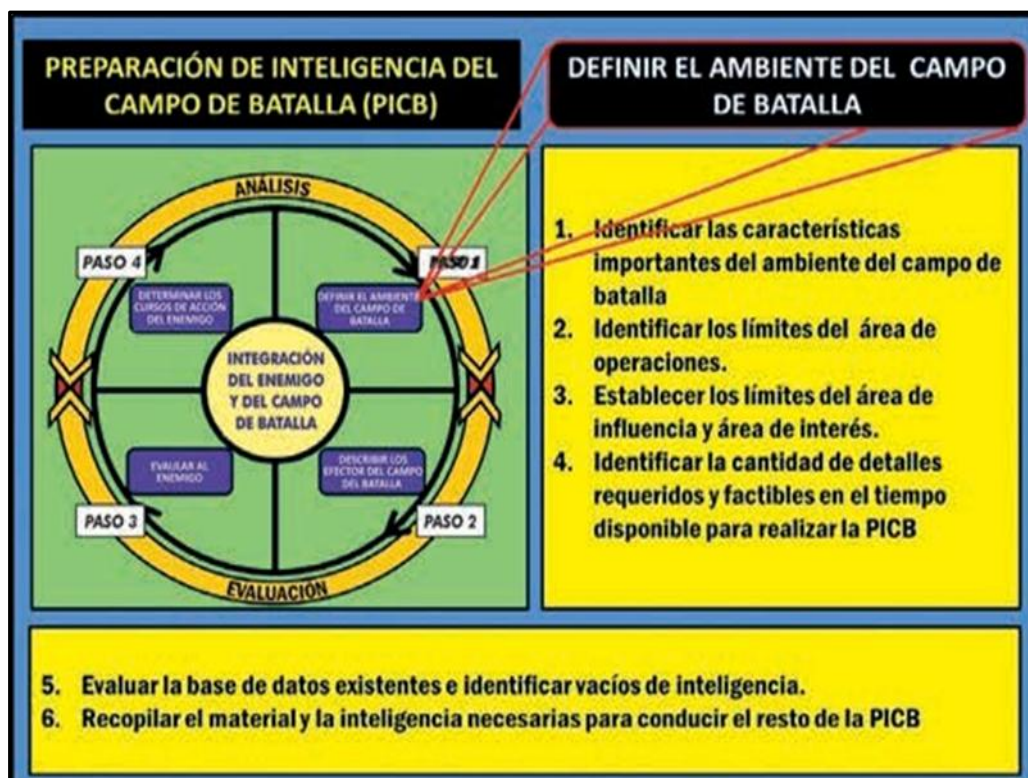 PREPARACIÓN DE INTELIGENCIA DEL
CAMPO DE BATALLA (PICB)
DEFINIR EL AMBIENTE DEL CAMPO
DE BATALLA
ANÁLISIS
PASO 4
PASO 1
DETERMINAR LOS
CURSOS DE ACCIÓN
DEL ENEMIGO
DEFINIR EL AMBIENTE
DEL CAMPO DE
BATALLA
INTEGRACIÓN
DEL ENEMIGO
Y DEL CAMPO
DE BATALLA
EVALULAR AL
ENEMIGO
DESCRIBIR LOS
EFECTOR DEL CAMPO
DEL BATALLA
PASO 3
PASO 2
EVALUACIÓN
1. Identificar las características
importantes del ambiente del campo de
batalla
2. Identificar los límites del área de
operaciones.
3. Establecer los límites del área de
influencia y área de interés.
4. Identificar la cantidad de detalles
requeridos y factibles en el tiempo
disponible para realizar la PICB
5. Evaluar la base de datos existentes e identificar vacíos de inteligencia.
6. Recopilar el material y la inteligencia necesarias para conducir el resto de la PICB